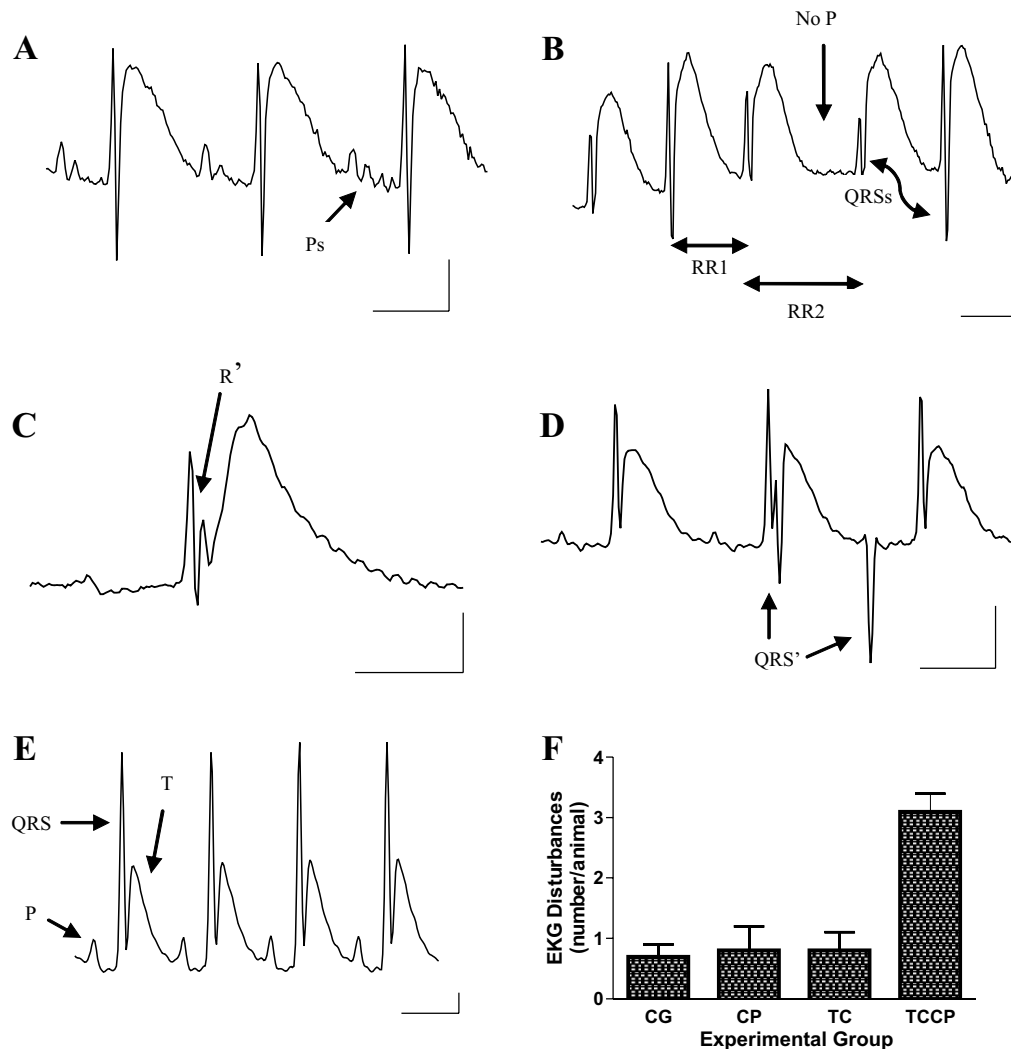 A
Ps
B
No P
QRSs
RR1
RR2
C
R’
D
QRS’
E
QRS
T
P
F
EKG Disturbances
(number/animal)
4
3
2
1
0
CG CP TC TCCP
Experimental Group